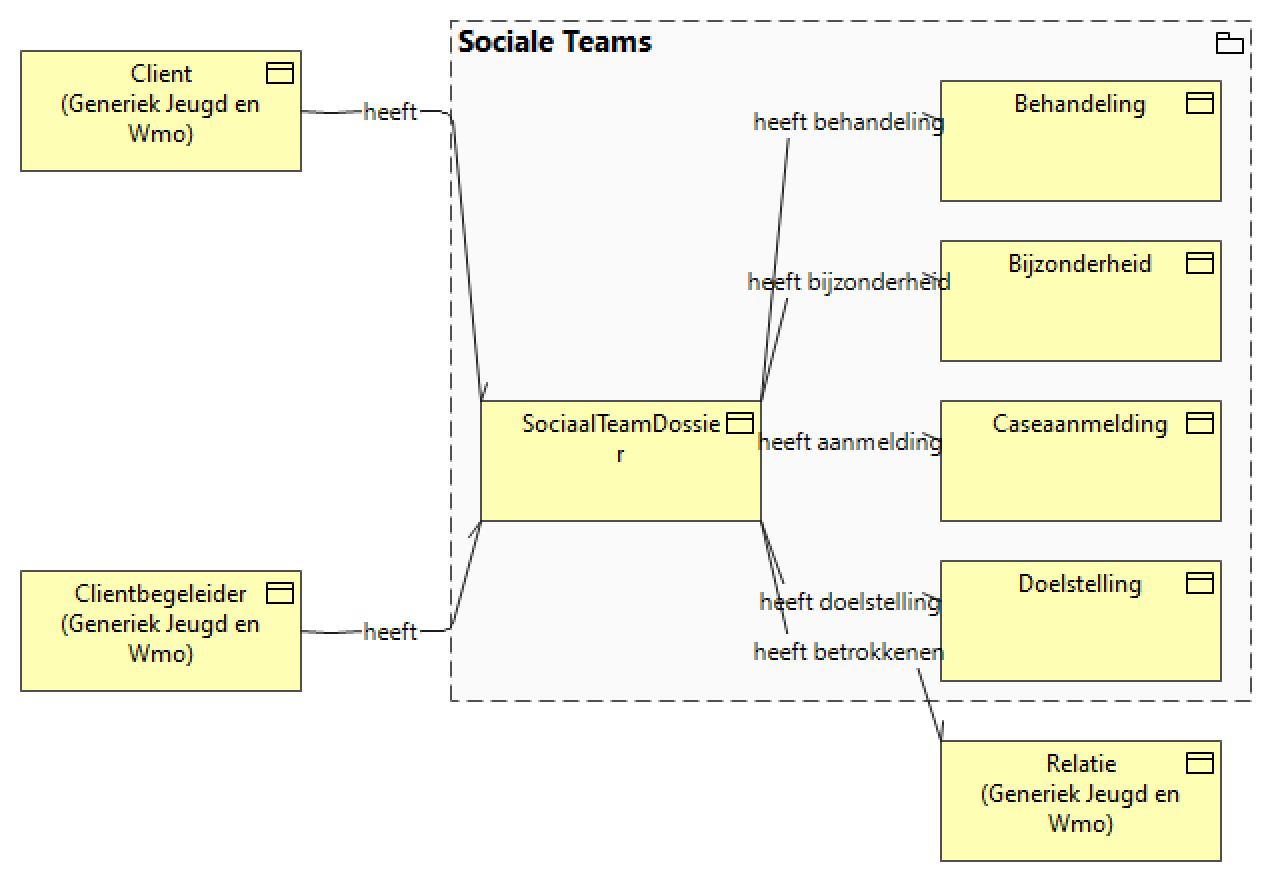 Sociale Teams
Client
(Generiek Jeugd en
Wmo)
heeft
heeft behandeling
Behandeling
heeft bijzonderheid
Bijzonderheid
SociaalTeamDossie
r
heeft aanmelding
Caseaanmelding
Clientbegeleider
(Generiek Jeugd en
Wmo)
heeft
heeft doelstelling
Doelstelling
heeft betrokkenen
Relatie
(Generiek Jeugd en
Wmo)